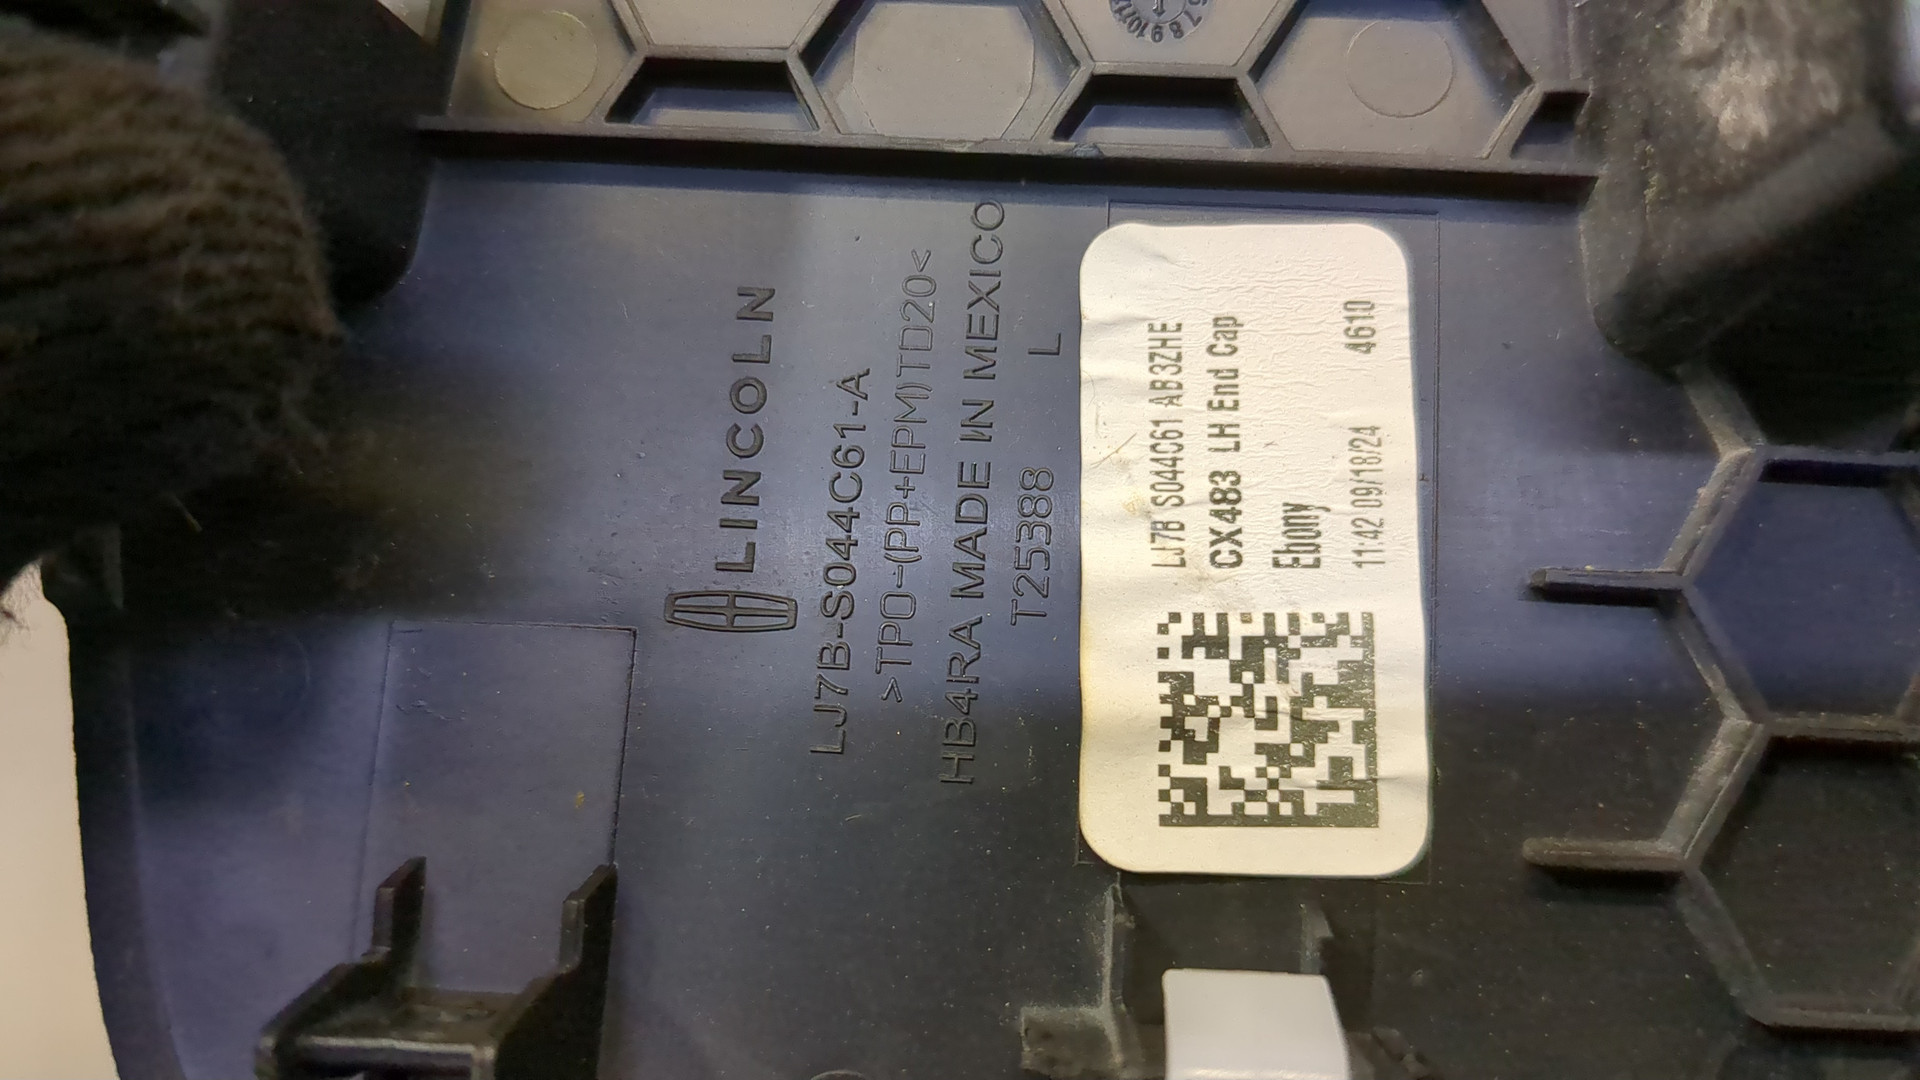 LINCOLN
LJ7B-S044C61-A
>TPO-(PP+EPM)TD20<
HB4RA MADE IN MEXICO
T25388 L
LJ7B S044C61 AB3ZHE
CX483 LH End Cap
Ebony
11:42 09/18/24 4610